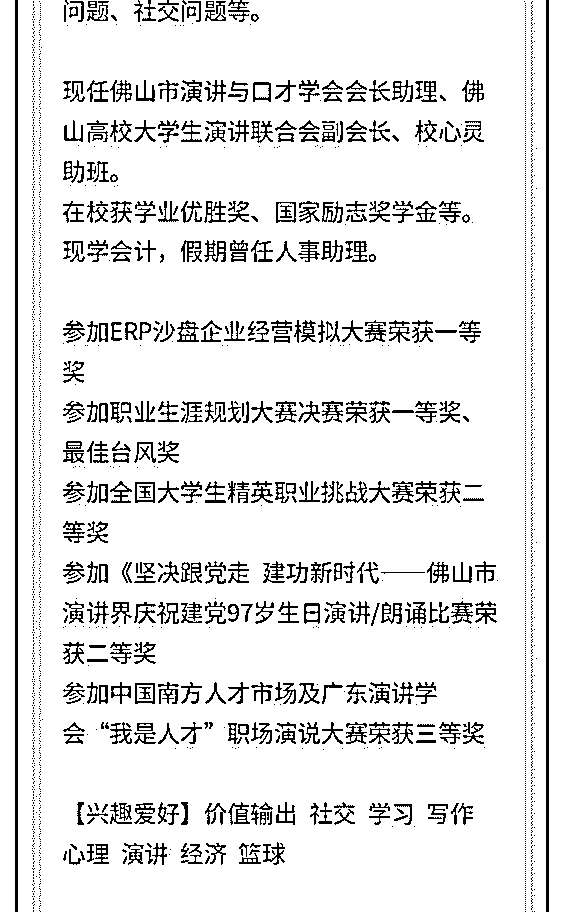 问题、社交问题等。
现任佛山市演讲与口才学会会长助理、佛
山高校大学生演讲联合会副会长、校心灵
助班。
在校获学业优胜奖、国家励志奖学金等。
现学会计，假期曾任人事助理。
参加ERP沙盘企业经营模拟大赛荣获一等
奖
参加职业生涯规划大赛决赛荣获一等奖、
最佳台风奖
参加全国大学生精英职业挑战大赛荣获二
等奖
参加《坚决跟党走 建功新时代——佛山市
演讲界庆祝建党97岁生日演讲/朗诵比赛荣
获二等奖
参加中国南方人才市场及广东演讲学
会“我是人才”职场演说大赛荣获三等奖
【兴趣爱好】价值输出 社交 学习 写作
心理 演讲 经济 篮球